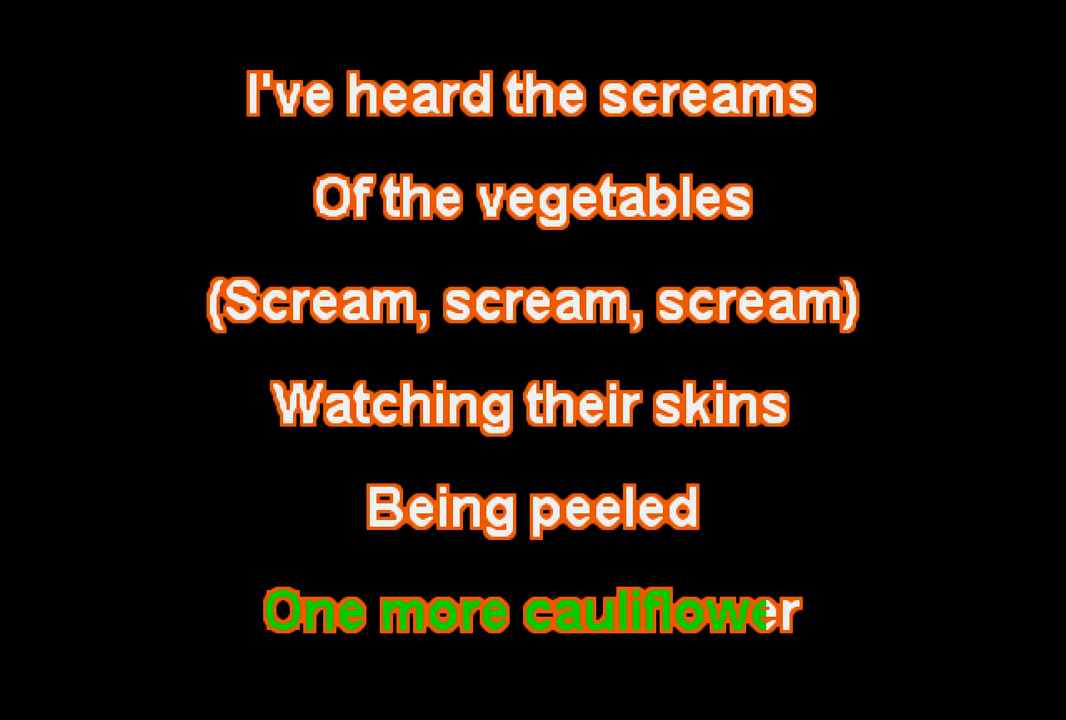 I've heard the screams
Of the vegetables
(Scream, scream, scream)
Watching their skins
Being peeled
One more cauliflower